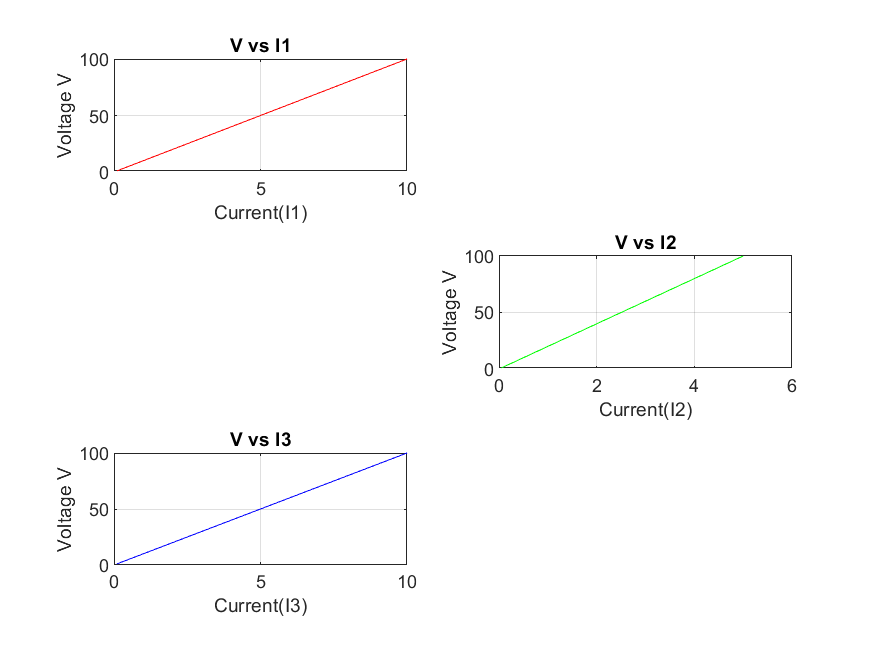 V vs I1
Voltage V
100
50
0
0 5 10
Current(I1)
V vs I2
Voltage V
100
50
0
0 2 4 6
Current(I2)
V vs I3
Voltage V
100
50
0
0 5 10
Current(I3)